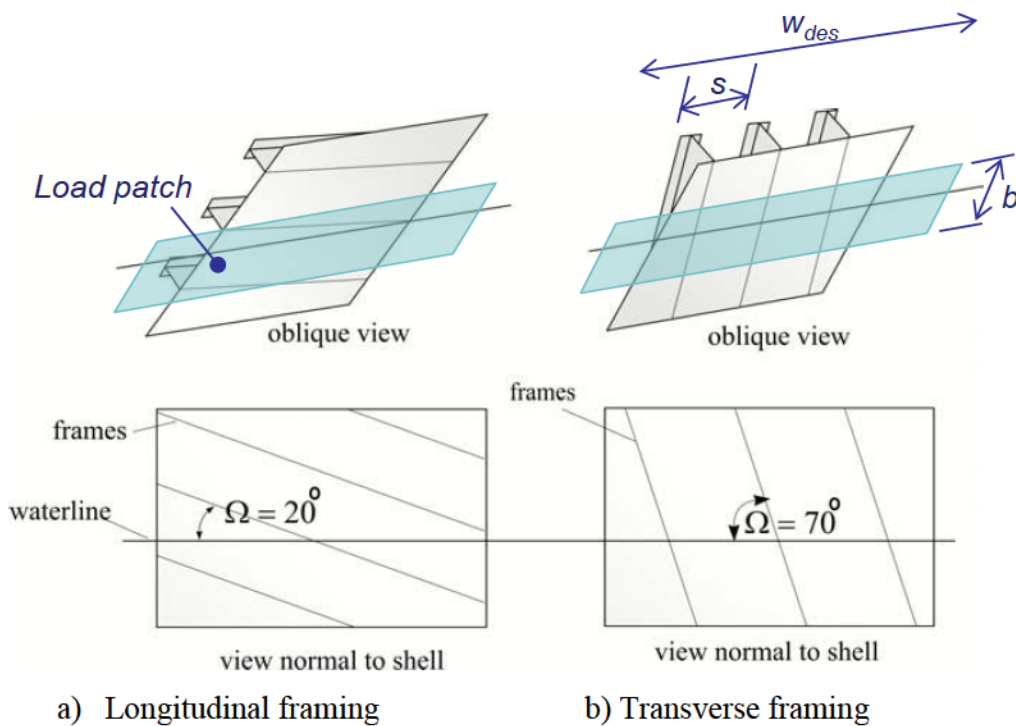 W_des
s
Load patch
b
oblique view
oblique view
frames
Ω = 20°
waterline
view normal to shell
frames
Ω = 70°
view normal to shell
a) Longitudinal framing
b) Transverse framing